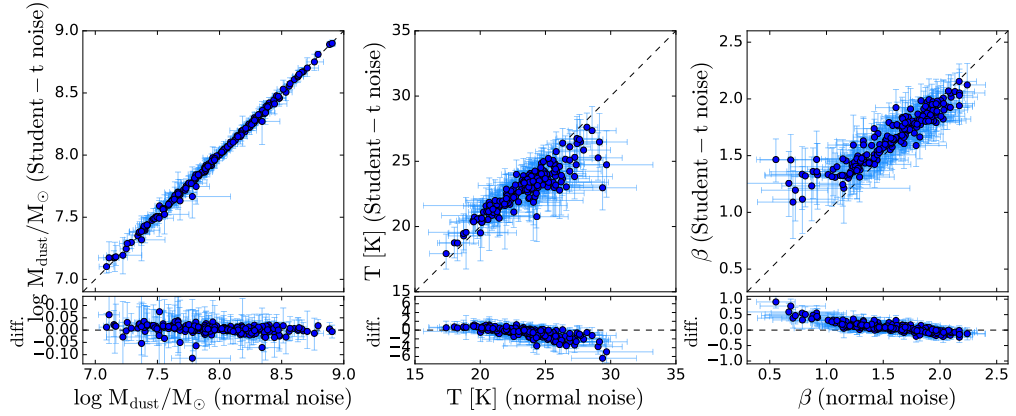 log M_dust/M_⊙ (Student − t noise)
9.0
8.5
8.0
7.5
7.0
diff.
0.10
0.05
0.00
−0.05
−0.10
7.0 7.5 8.0 8.5 9.0
log M_dust/M_⊙ (normal noise)
T [K] (Student − t noise)
35
30
25
20
15
diff.
6
4
2
0
15 20 25 30 35
T [K] (normal noise)
β (Student − t noise)
2.5
2.0
1.5
1.0
0.5
diff.
1.0
0.5
0.0
−0.5
−1.0
0.5 1.0 1.5 2.0 2.5
β (normal noise)